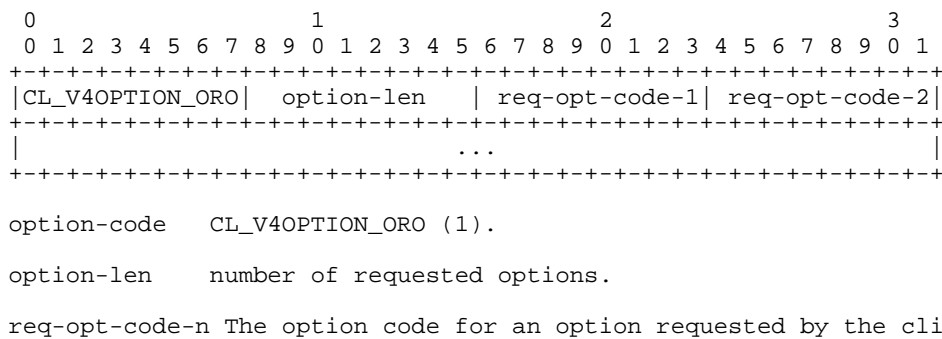 0                   1                   2                   3
 0 1 2 3 4 5 6 7 8 9 0 1 2 3 4 5 6 7 8 9 0 1 2 3 4 5 6 7 8 9 0 1
+-+-+-+-+-+-+-+-+-+-+-+-+-+-+-+-+-+-+-+-+-+-+-+-+-+-+-+-+-+-+-+-+
|CL_V4OPTION_ORO|  option-len   | req-opt-code-1| req-opt-code-2|
+-+-+-+-+-+-+-+-+-+-+-+-+-+-+-+-+-+-+-+-+-+-+-+-+-+-+-+-+-+-+-+-+
|                              ...                              |
+-+-+-+-+-+-+-+-+-+-+-+-+-+-+-+-+-+-+-+-+-+-+-+-+-+-+-+-+-+-+-+-+
option-code   CL_V4OPTION_ORO (1).
option-len    number of requested options.
req-opt-code-n The option code for an option requested by the cli